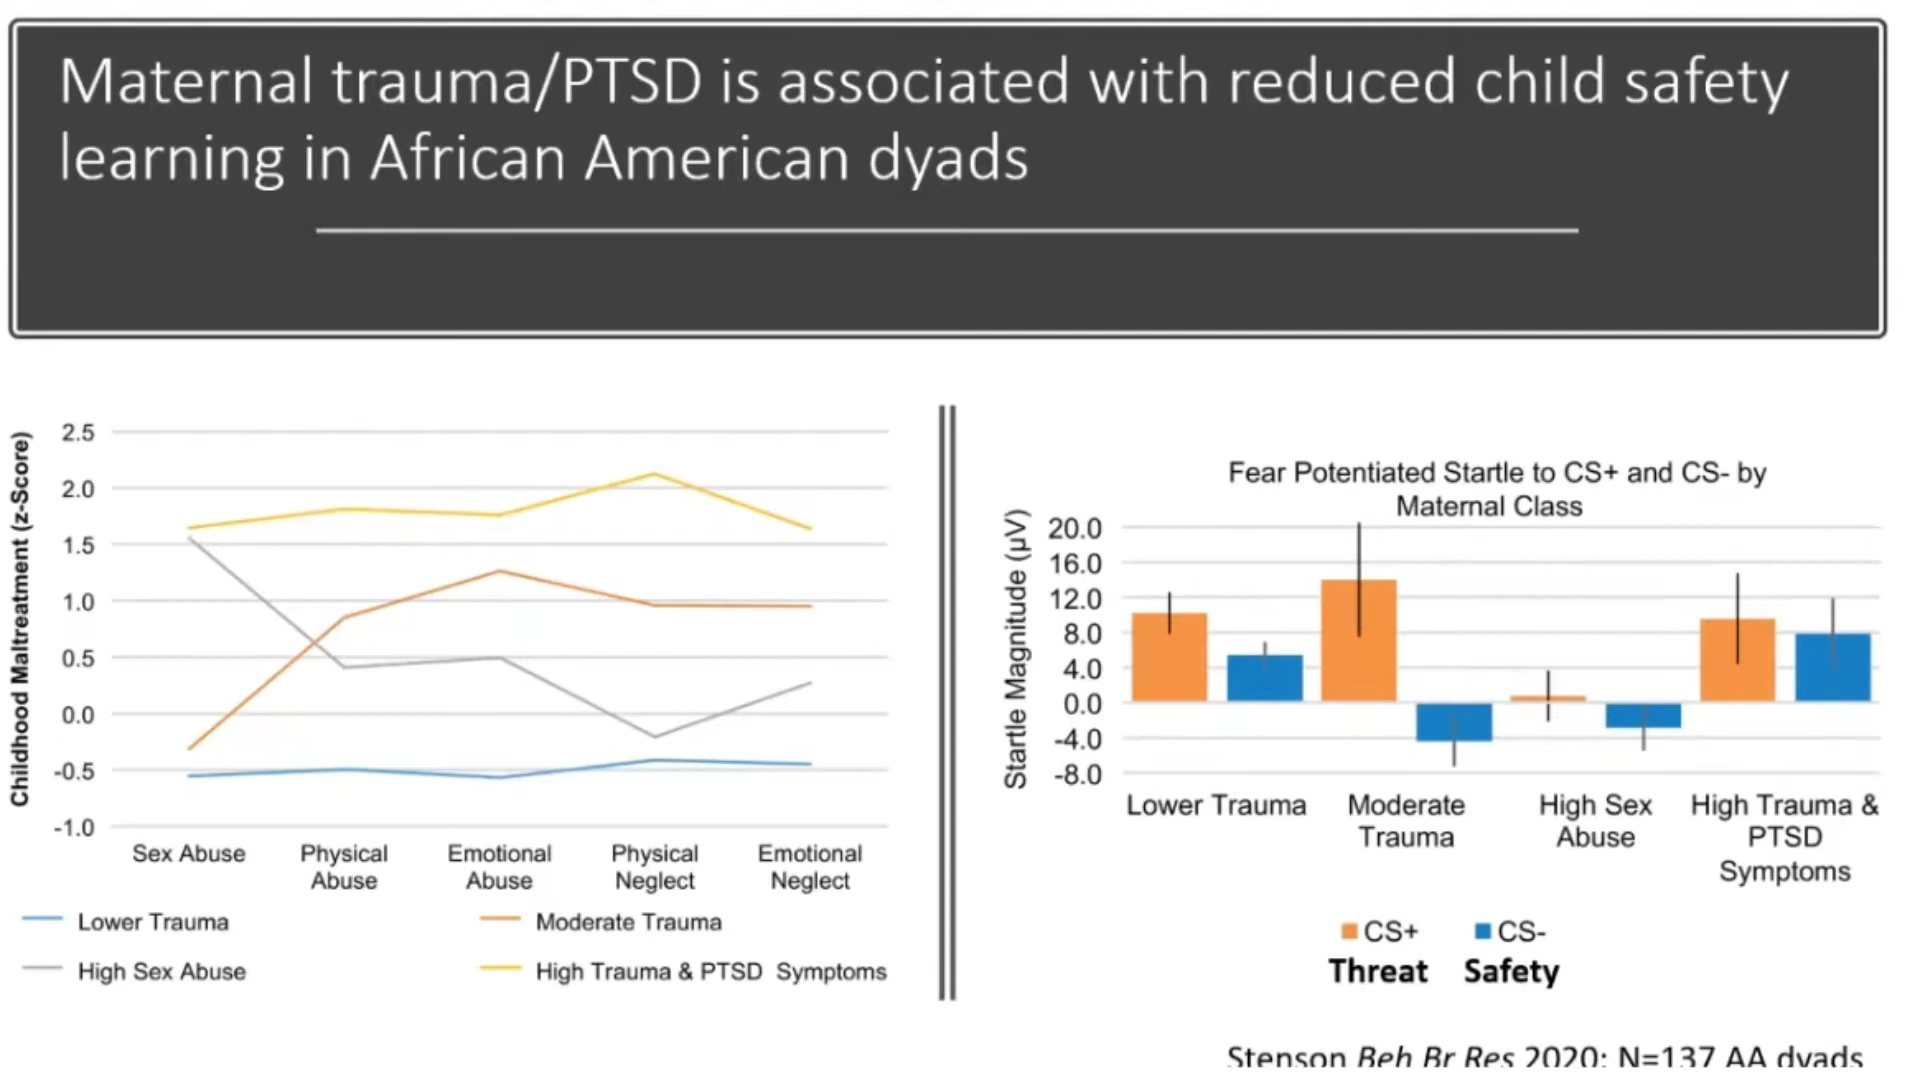 Maternal trauma/PTSD is associated with reduced child safety
learning in African American dyads
Childhood Maltreatment (z-Score)
2.5
2.0
1.5
1.0
0.5
0.0
-0.5
-1.0
Sex Abuse
Physical
Abuse
Emotional
Abuse
Physical
Neglect
Emotional
Neglect
Lower Trauma
Moderate Trauma
High Sex Abuse
High Trauma & PTSD Symptoms
Fear Potentiated Startle to CS+ and CS- by
Maternal Class
Startle Magnitude (µV)
20.0
16.0
12.0
8.0
4.0
0.0
-4.0
-8.0
Lower Trauma
Moderate
Trauma
High Sex
Abuse
High Trauma &
PTSD
Symptoms
CS+
CS-
Threat
Safety
Stenson Beh Br Res 2020; N=137 AA dyads